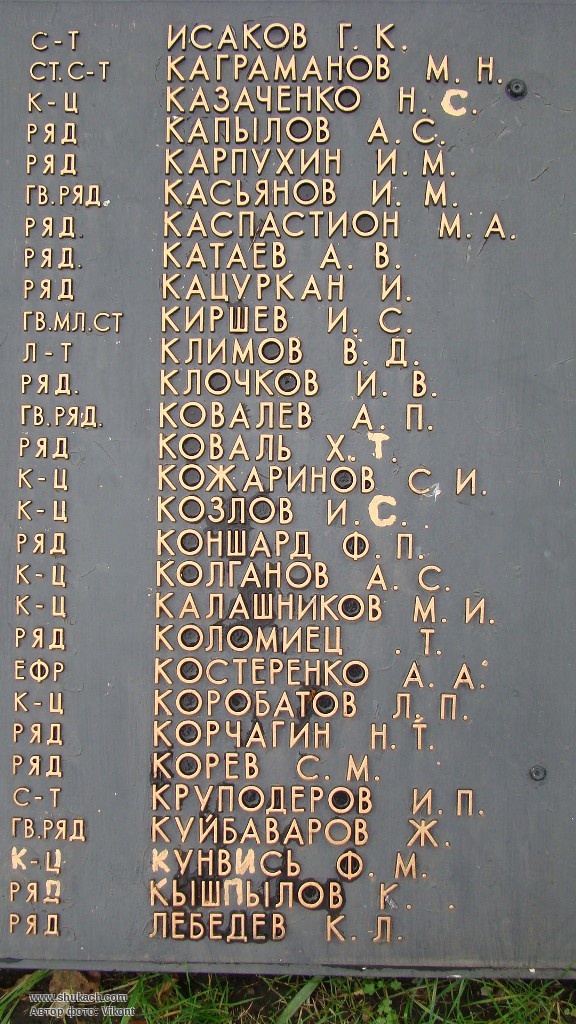 С-Т ИСАКОВ Г. К.
СТ.С-Т КАГРАМАНОВ М. Н.
К-Ц КАЗАЧЕНКО Н. С.
РЯД КАПЫЛОВ А. С.
РЯД КАРПУХИН И. М.
ГВ.РЯД. КАСЬЯНОВ И. М.
РЯД. КАСПАСТИОН М. А.
РЯД. КАТАЕВ А. В.
РЯД КАЦУРКАН И.
ГВ.МЛ.СТ КИРШЕВ И. С.
Л-Т КЛИМОВ В. Д.
РЯД. КЛОЧКОВ И. В.
ГВ.РЯД. КОВАЛЕВ А. П.
РЯД КОВАЛЬ Х. Т.
К-Ц КОЖАРИНОВ С И.
К-Ц КОЗЛОВ И. С. .
РЯД КОНШАРД Ф. П.
К-Ц КОЛГАНОВ А. С.
К-Ц КАЛАШНИКОВ М. И.
РЯД КОЛОМИЕЦ . Т.
ЕФР КОСТЕРЕНКО А. А.
К-Ц КОРОБАТОВ Л. П.
РЯД КОРЧАГИН Н. Т.
РЯД КОРЕВ С. М.
С-Т КРУПОДЕРОВ И. П.
ГВ.РЯД КУЙБАВАРОВ Ж.
К-Ц КУНВИСЬ Ф. М.
РЯД КЫШПЫЛОВ К. .
РЯД ЛЕБЕДЕВ К. Л.
www.shukach.com
Автор фото: Vikont